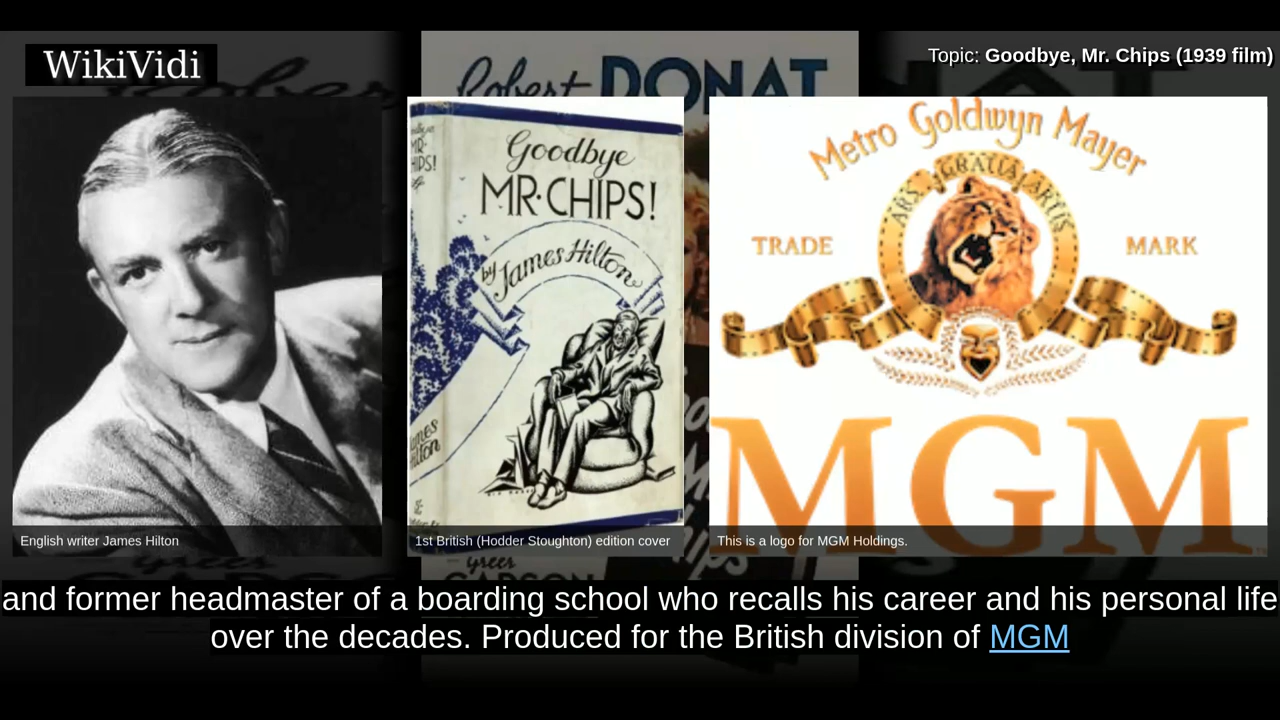 WikiVidi
Topic: Goodbye, Mr. Chips (1939 film)
Robert DONAT
Goodbye
MR·CHIPS!
by James Hilton
Metro Goldwyn Mayer
ARS GRATIA ARTIS
TRADE MARK
MGM
English writer James Hilton
1st British (Hodder Stoughton) edition cover
This is a logo for MGM Holdings.
Greer
GARSON
and former headmaster of a boarding school who recalls his career and his personal life
over the decades. Produced for the British division of MGM